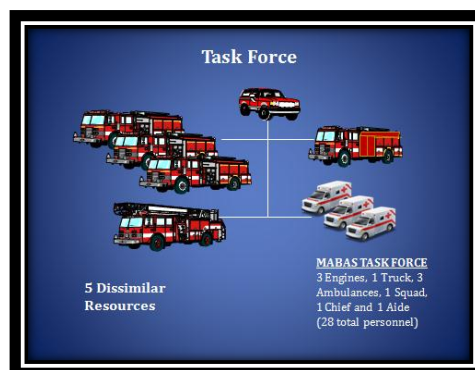 Task Force
5 Dissimilar
Resources
MABAS TASK FORCE
3 Engines, 1 Truck, 3
Ambulances, 1 Squad,
1 Chief and 1 Aide
(28 total personnel)